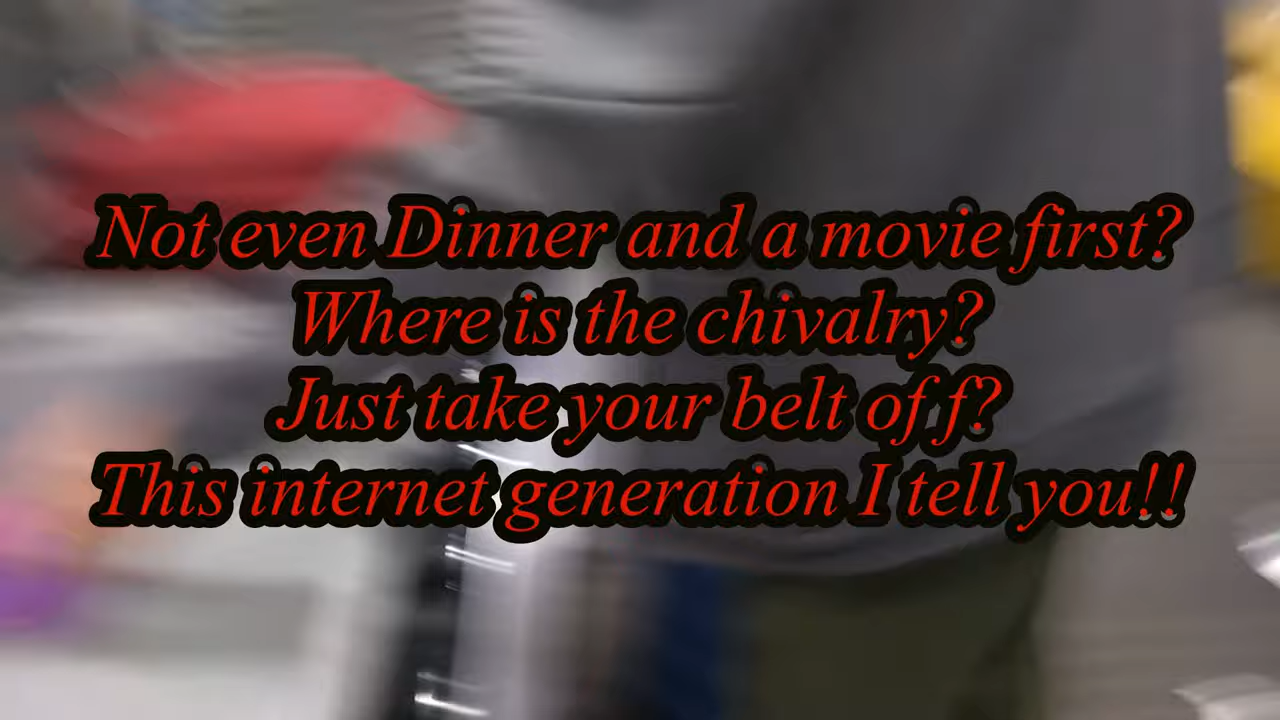 Not even Dinner and a movie first?
Where is the chivalry?
Just take your belt off?
This internet generation I tell you!!